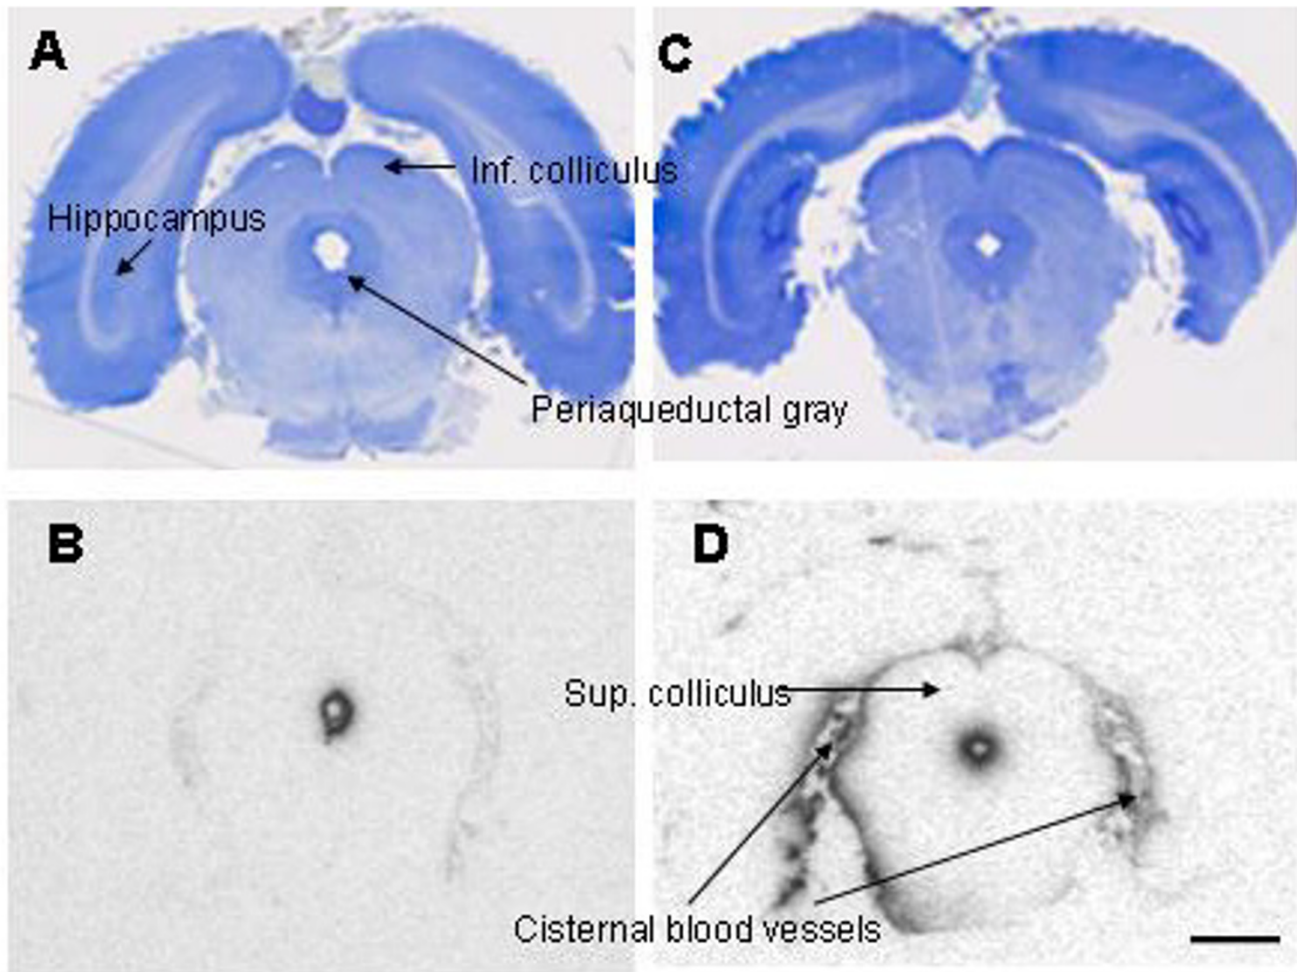 A
C
Inf. colliculus
Hippocampus
Periaqueductal gray
B
D
Sup. colliculus
Cisternal blood vessels